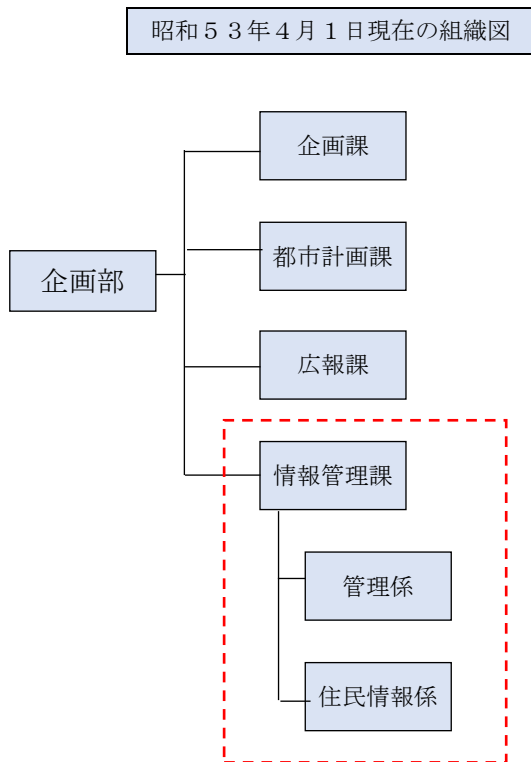 昭和５３年４月１日現在の組織図
企画課
都市計画課
企画部
広報課
情報管理課
管理係
住民情報係